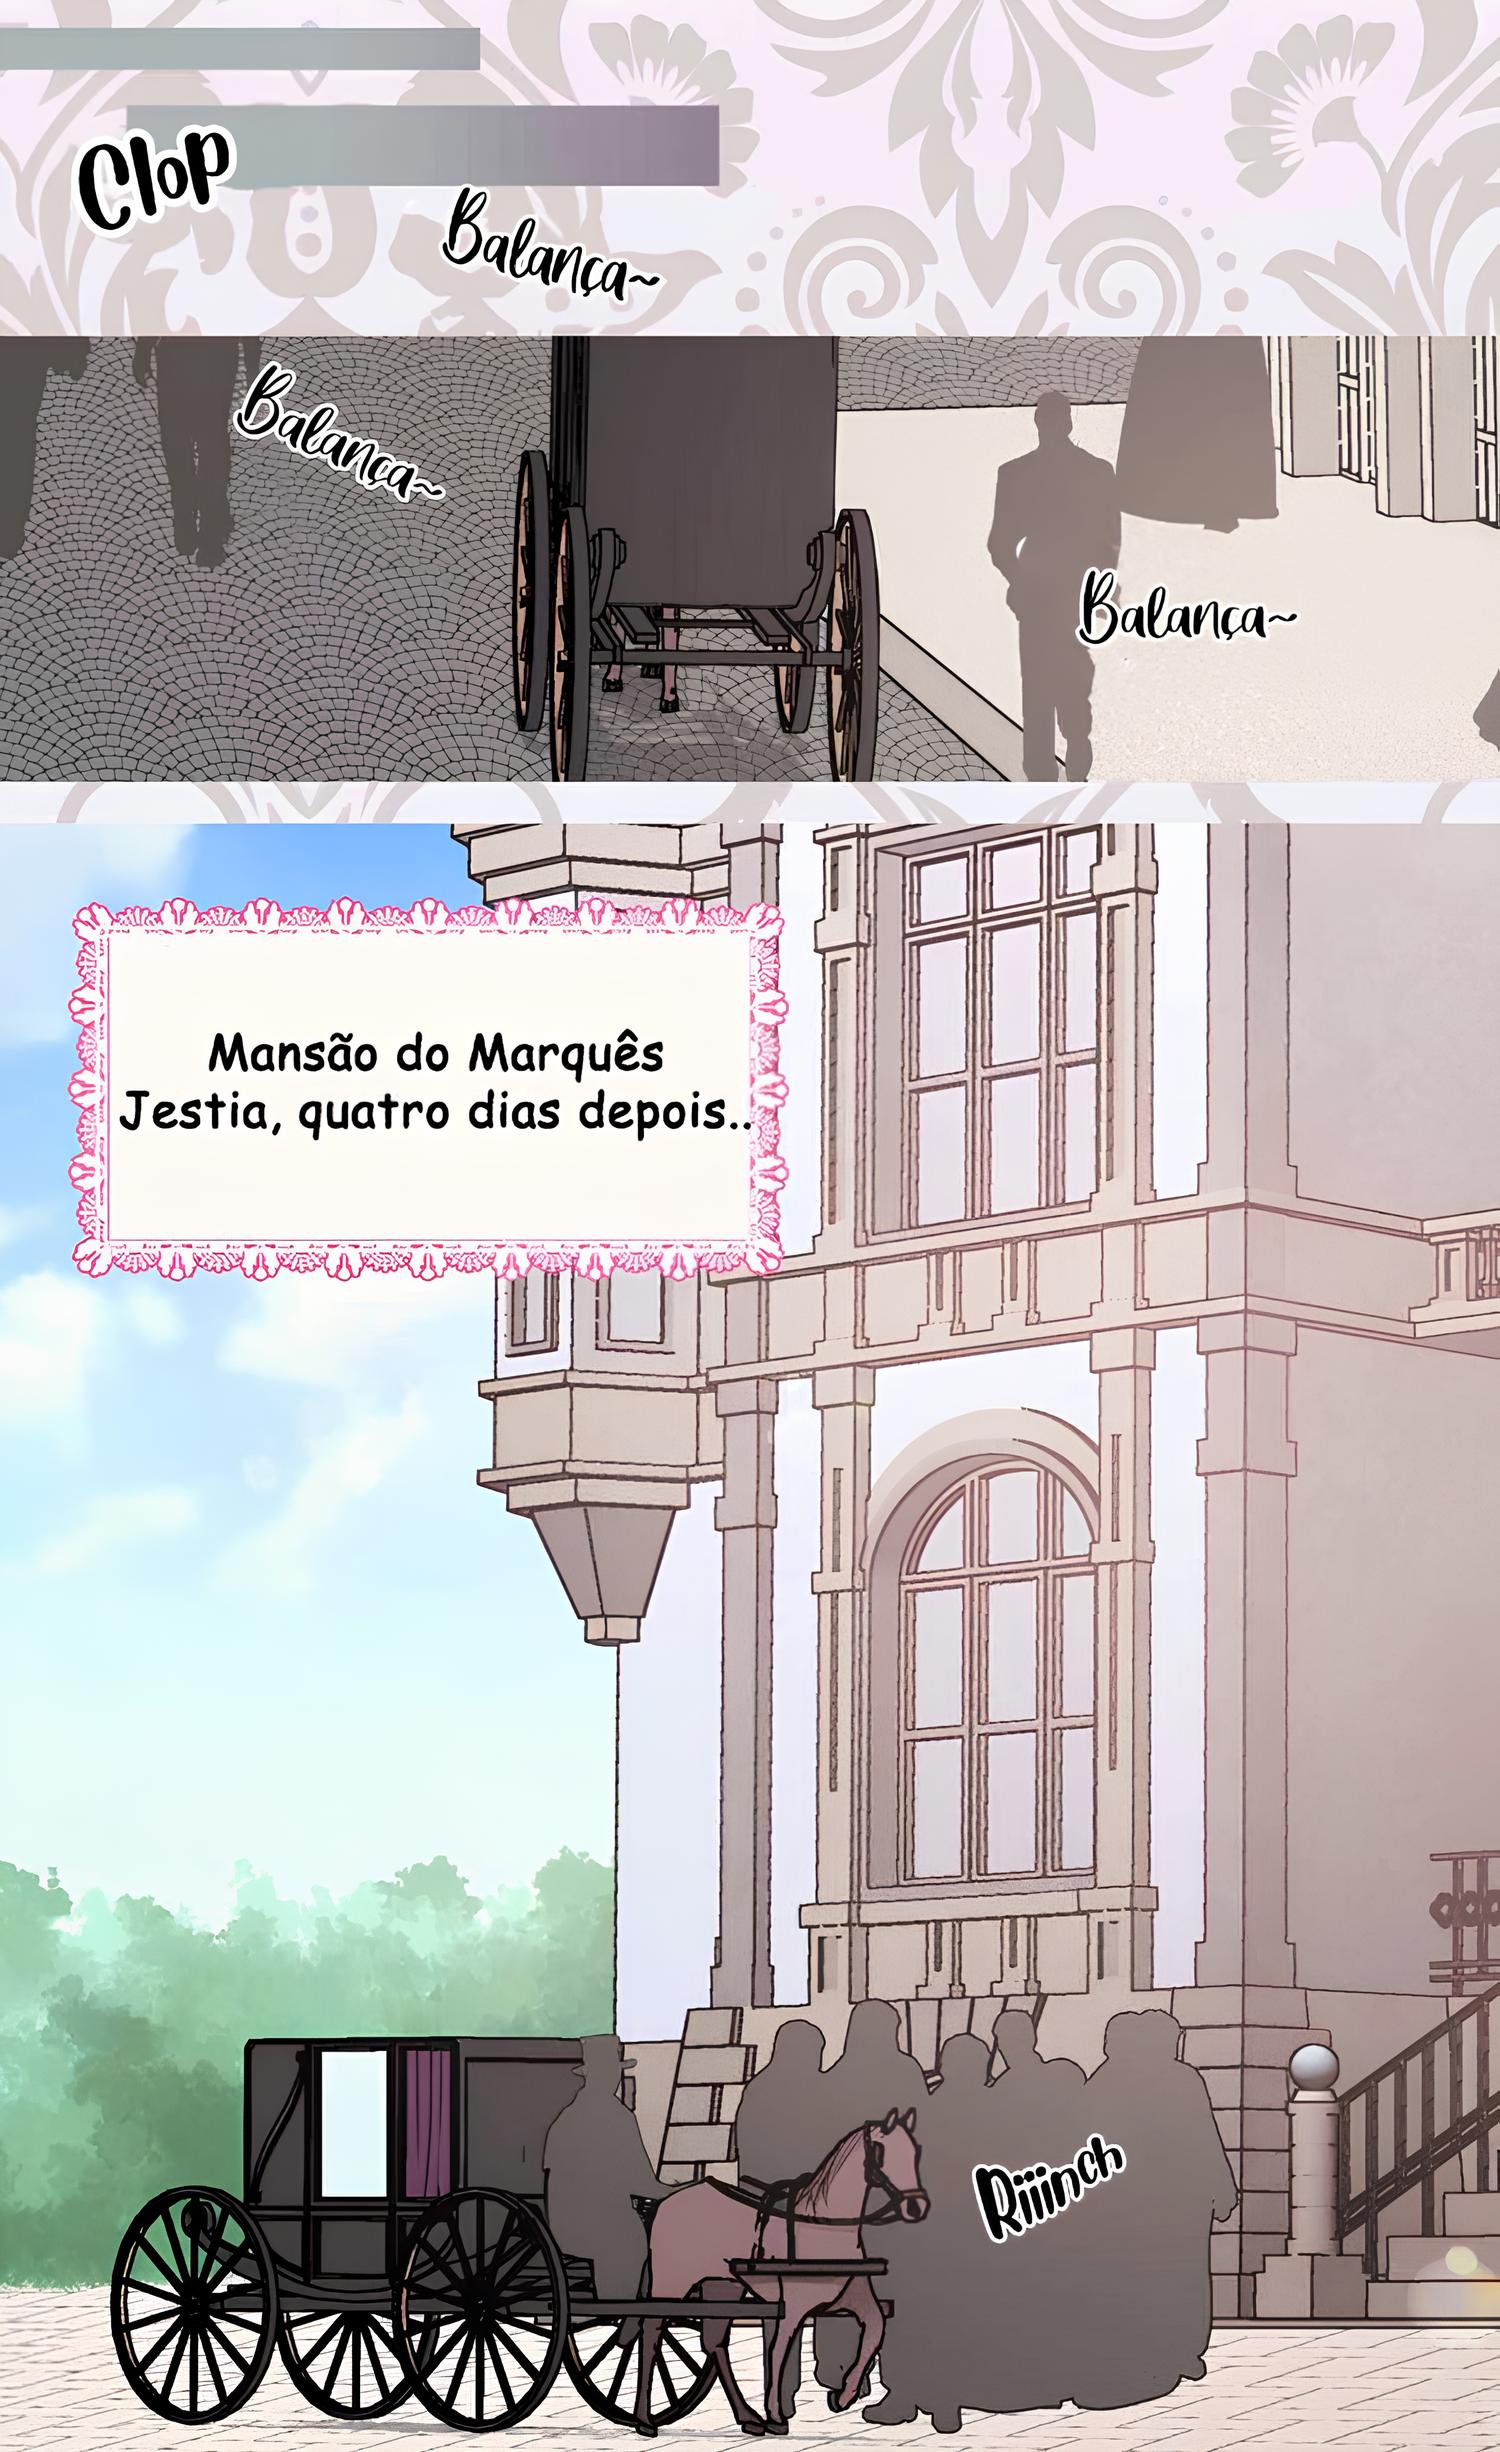 Clop
Balança~
Balança~
Balança~
Mansão do Marquês
Jestia, quatro dias depois..
Riiinch